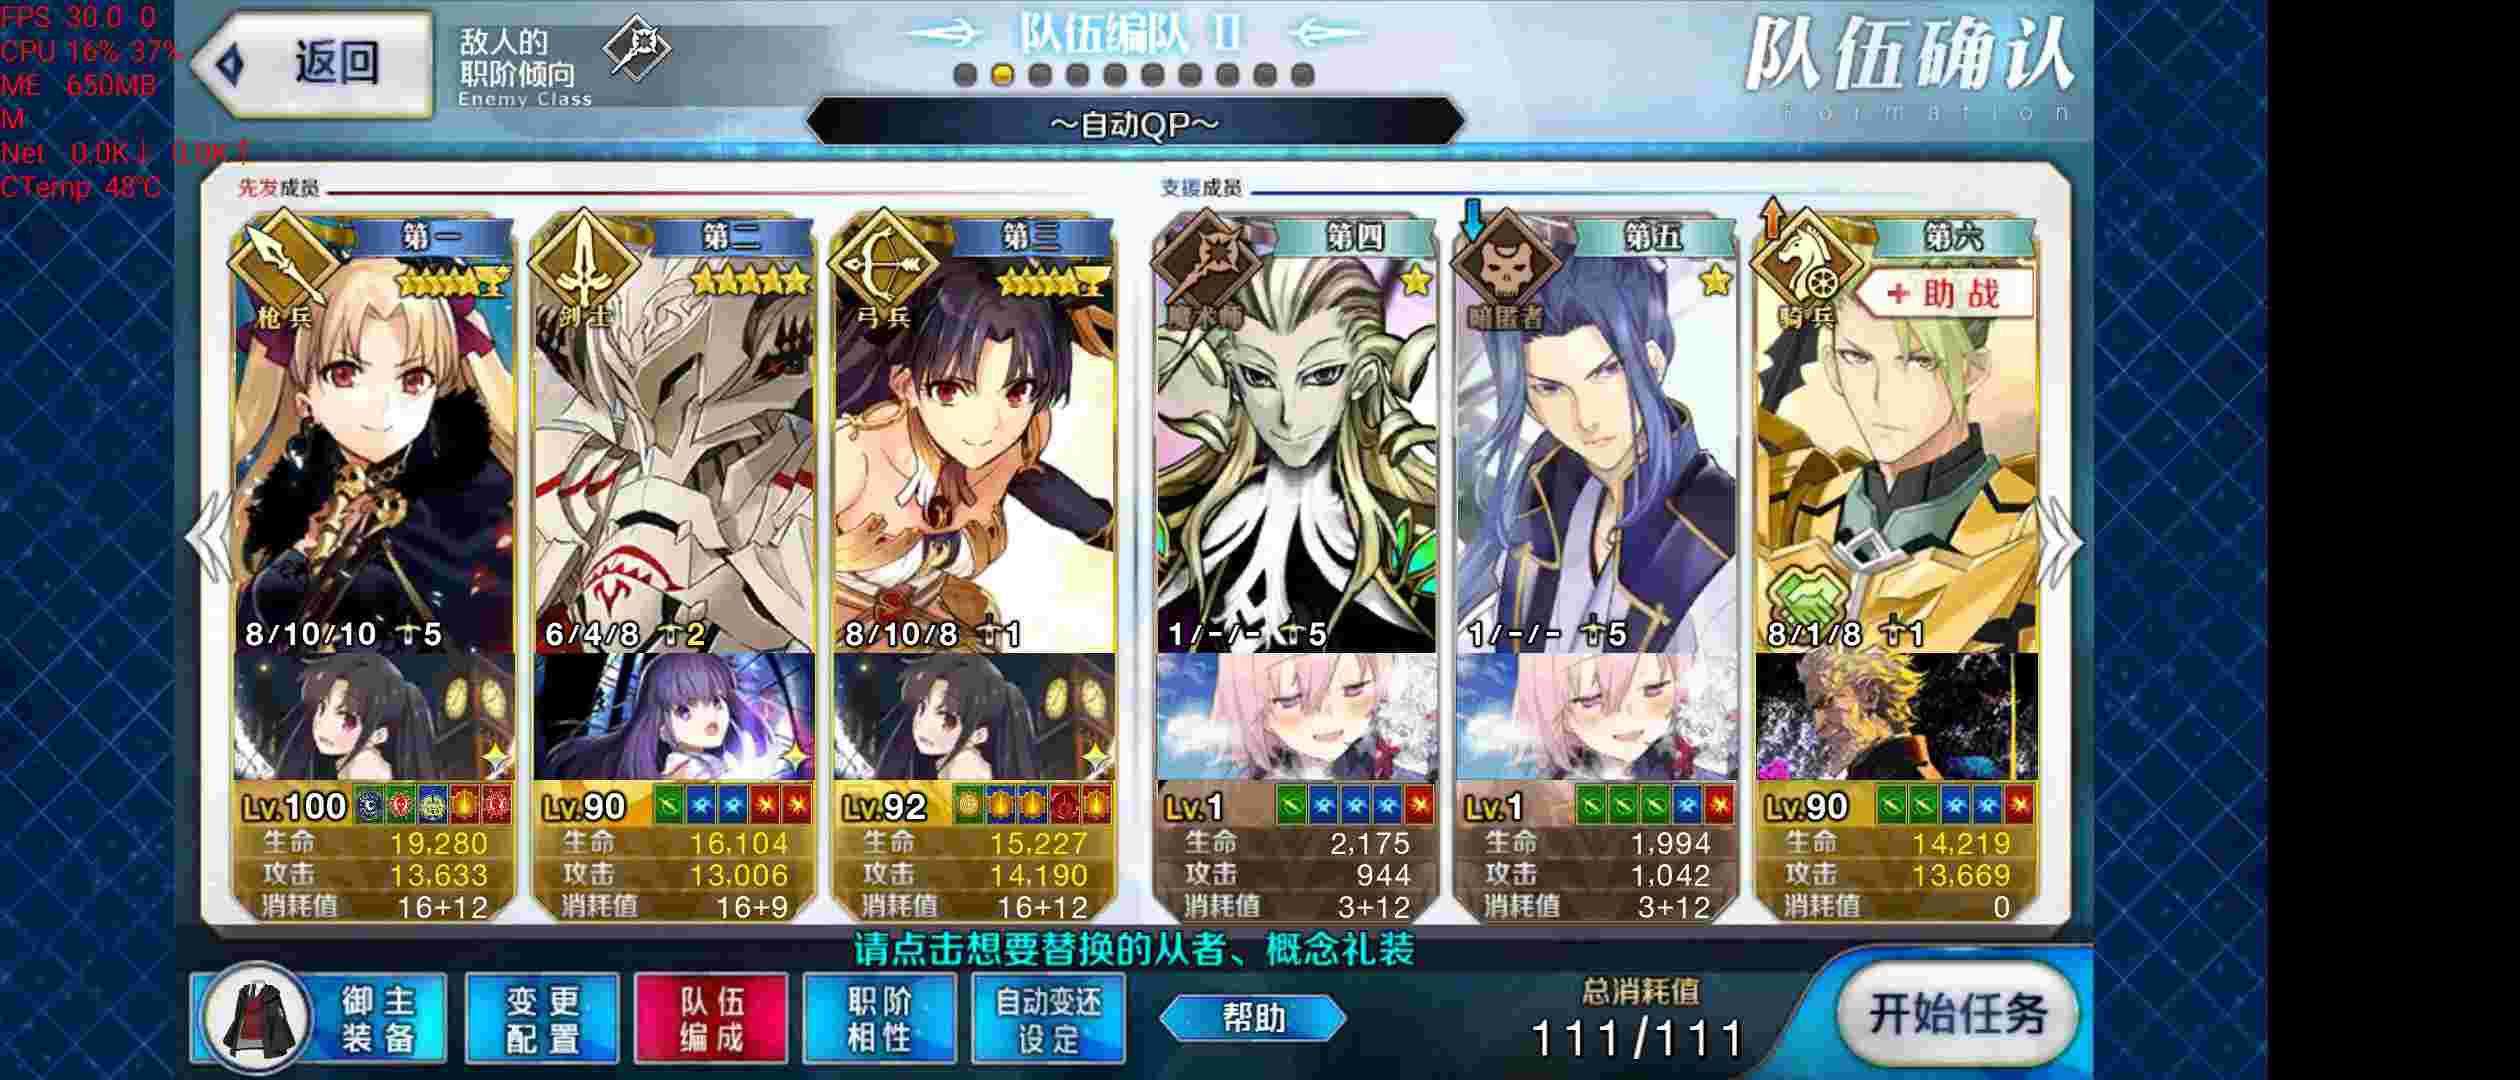 FPS 30.0 0
CPU 16% 37%
ME 650MB
M
Net 0.0K↓ 0.0K↑
CTemp 48°C
返回
敌人的
职阶倾向
Enemy Class
队伍编队 II
～自动QP～
队伍确认
Formation
先发成员
支援成员
第一
枪兵
8/10/10 5
Lv.100
生命 19,280
攻击 13,633
消耗值 16+12
第二
剑士
6/4/8 2
Lv.90
生命 16,104
攻击 13,006
消耗值 16+9
第三
弓兵
8/10/8 1
Lv.92
生命 15,227
攻击 14,190
消耗值 16+12
第四
魔术师
1/-/- 5
Lv.1
生命 2,175
攻击 944
消耗值 3+12
第五
暗匿者
1/-/- 5
Lv.1
生命 1,994
攻击 1,042
消耗值 3+12
第六
+ 助战
骑兵
8/1/8 1
Lv.90
生命 14,219
攻击 13,669
消耗值 0
请点击想要替换的从者、概念礼装
御主
装备
变更
配置
队伍
编成
职阶
相性
自动变还
设定
帮助
总消耗值
111/111
开始任务